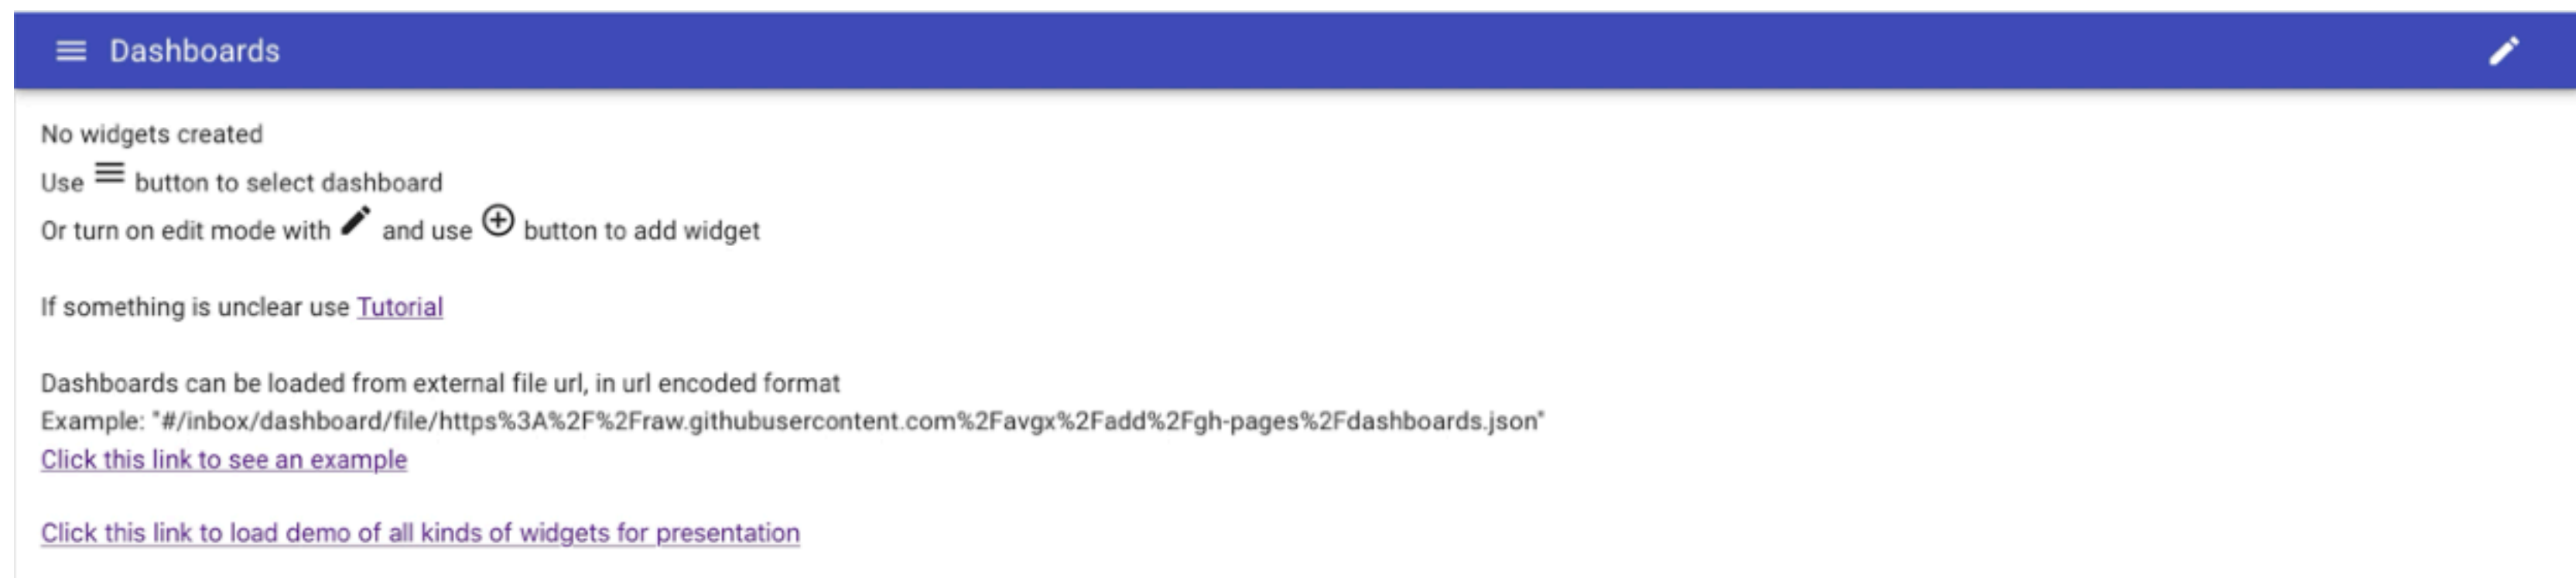 Dashboards
No widgets created
Use button to select dashboard
Or turn on edit mode with and use button to add widget
If something is unclear use Tutorial
Dashboards can be loaded from external file url, in url encoded format
Example: "#/inbox/dashboard/file/https%3A%2F%2Fraw.githubusercontent.com%2Favgx%2Fadd%2Fgh-pages%2Fdashboards.json"
Click this link to see an example
Click this link to load demo of all kinds of widgets for presentation